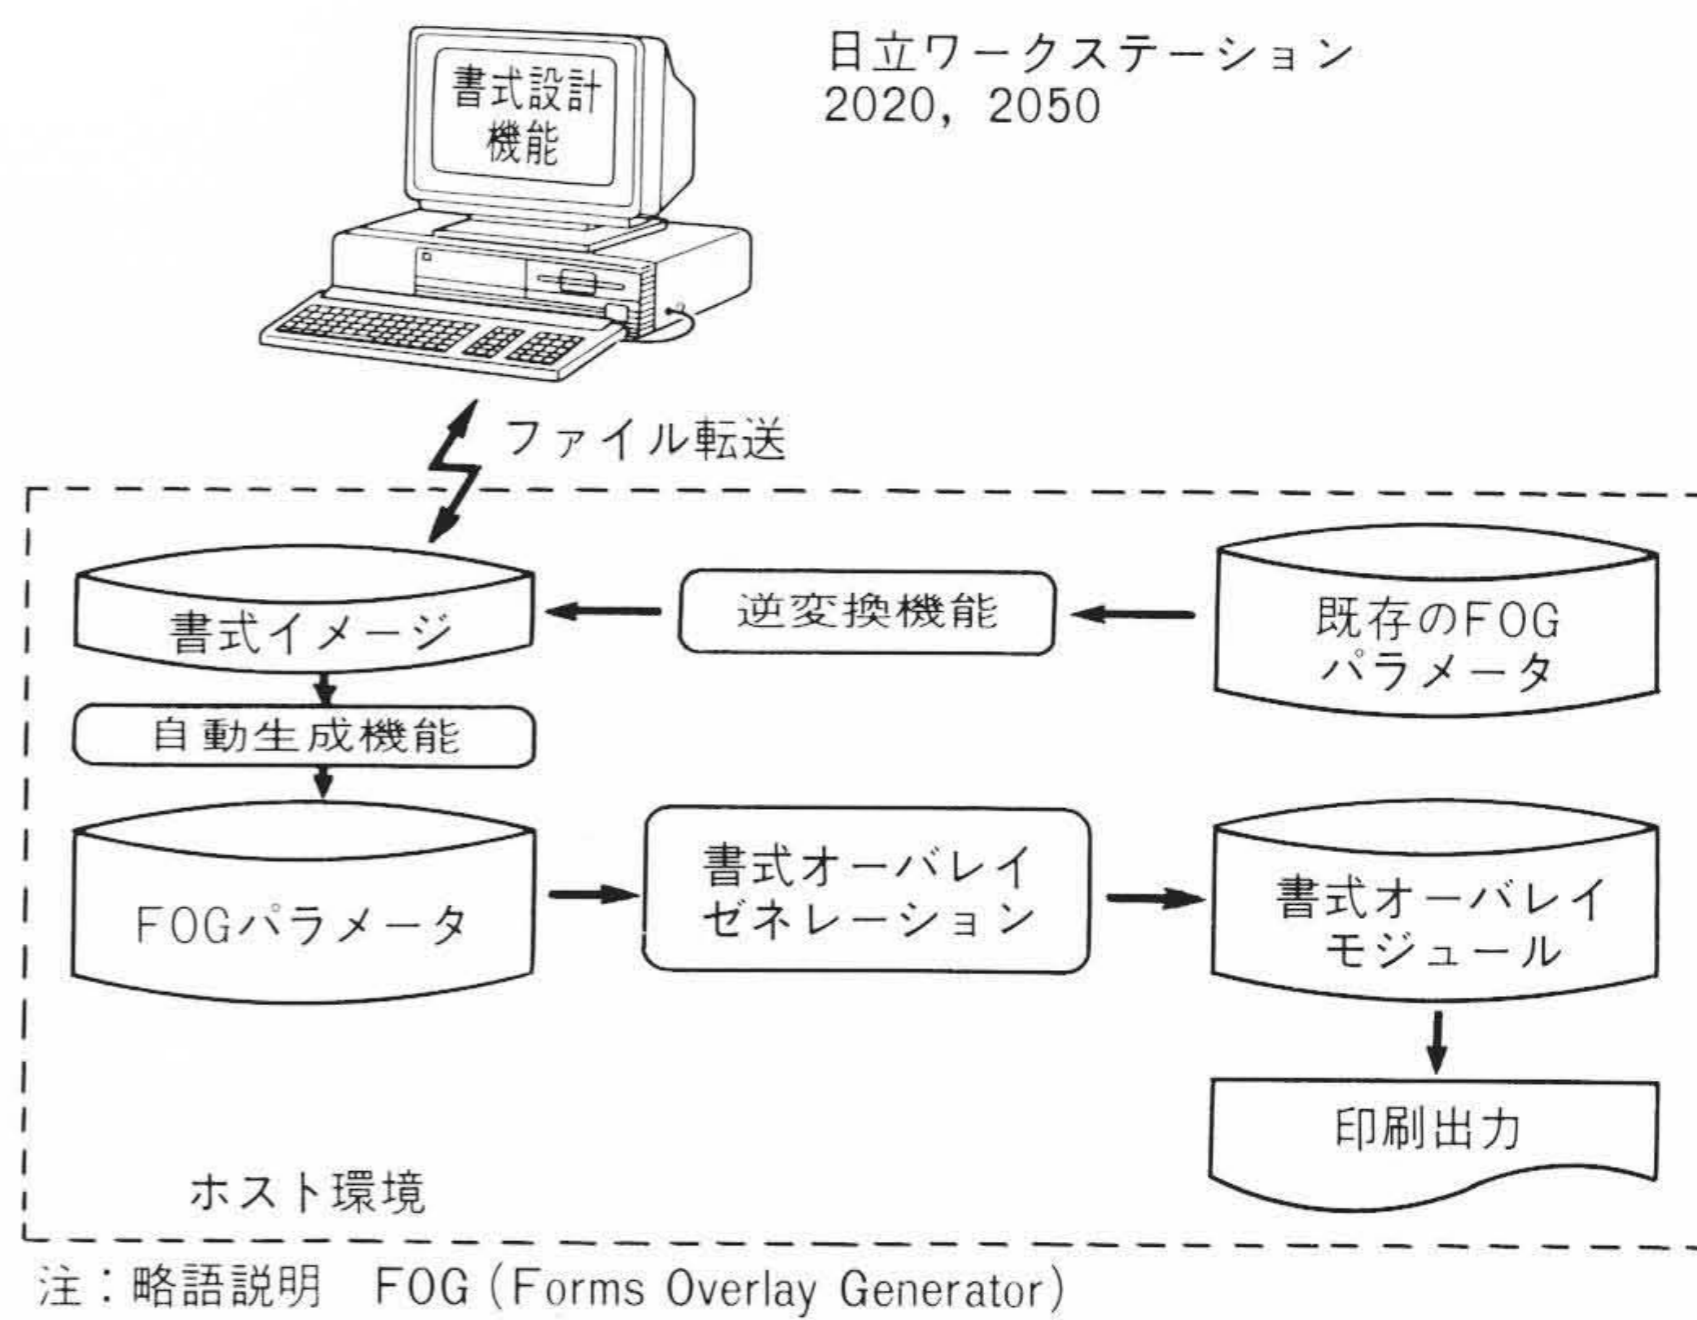 書式設計
機能
日立ワークステーション
2020, 2050
ファイル転送
書式イメージ
逆変換機能
既存のFOG
パラメータ
自動生成機能
FOGパラメータ
書式オーバレイ
ゼネレーション
書式オーバレイ
モジュール
印刷出力
ホスト環境
注:略語説明 FOG(Forms Overlay Generator)